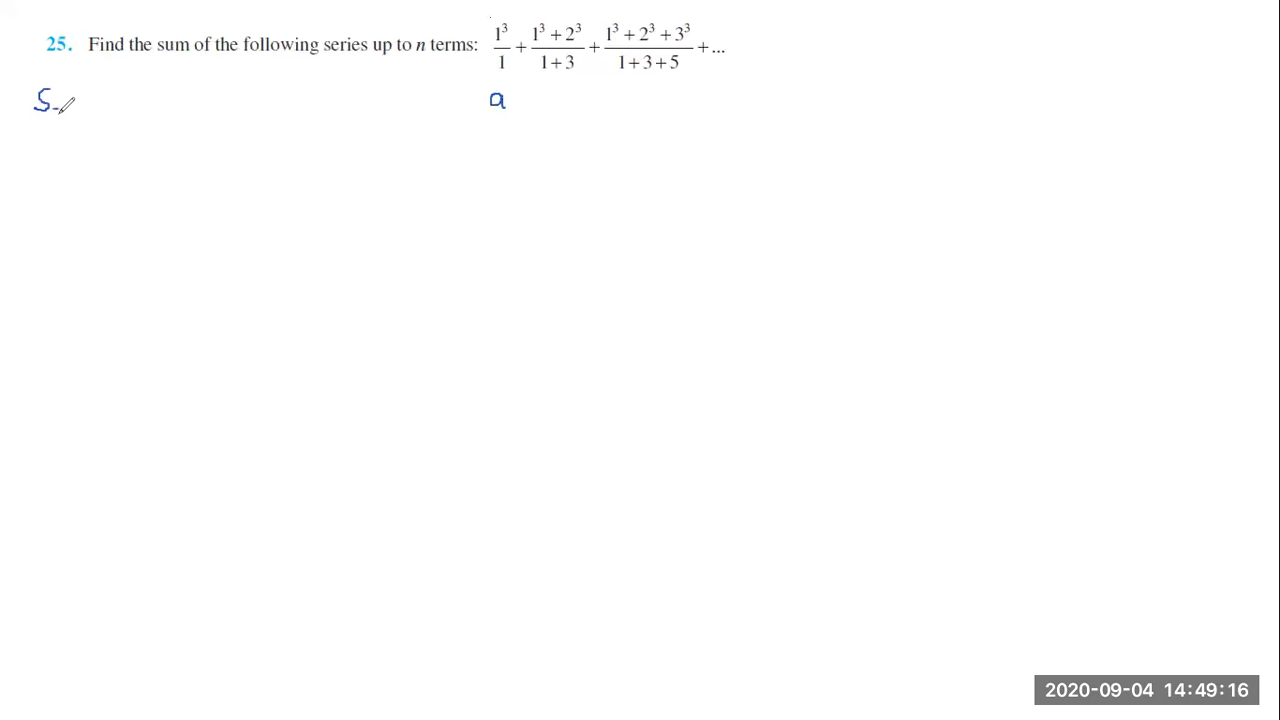 25. Find the sum of the following series up to n terms: 1³/1 + (1³ + 2³)/(1 + 3) + (1³ + 2³ + 3³)/(1 + 3 + 5) + ...
S a
2020-09-04 14:49:16